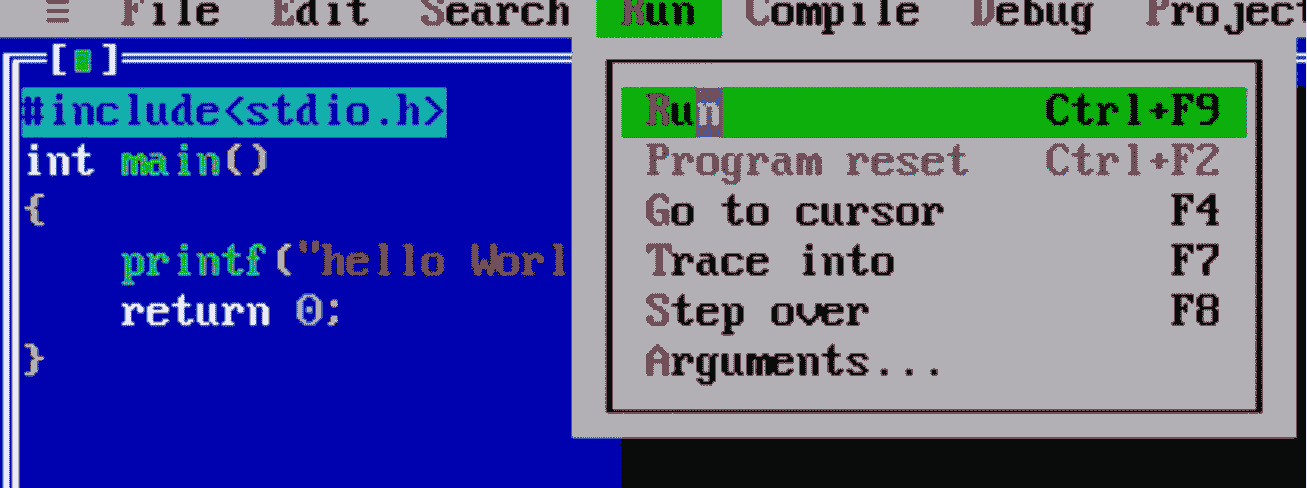 ≡ File Edit Search Run Compile Debug Project
[■]
#include<stdio.h>
int main()
{
printf("hello Worl
return 0;
}
Run Ctrl+F9
Program reset Ctrl+F2
Go to cursor F4
Trace into F7
Step over F8
Arguments...